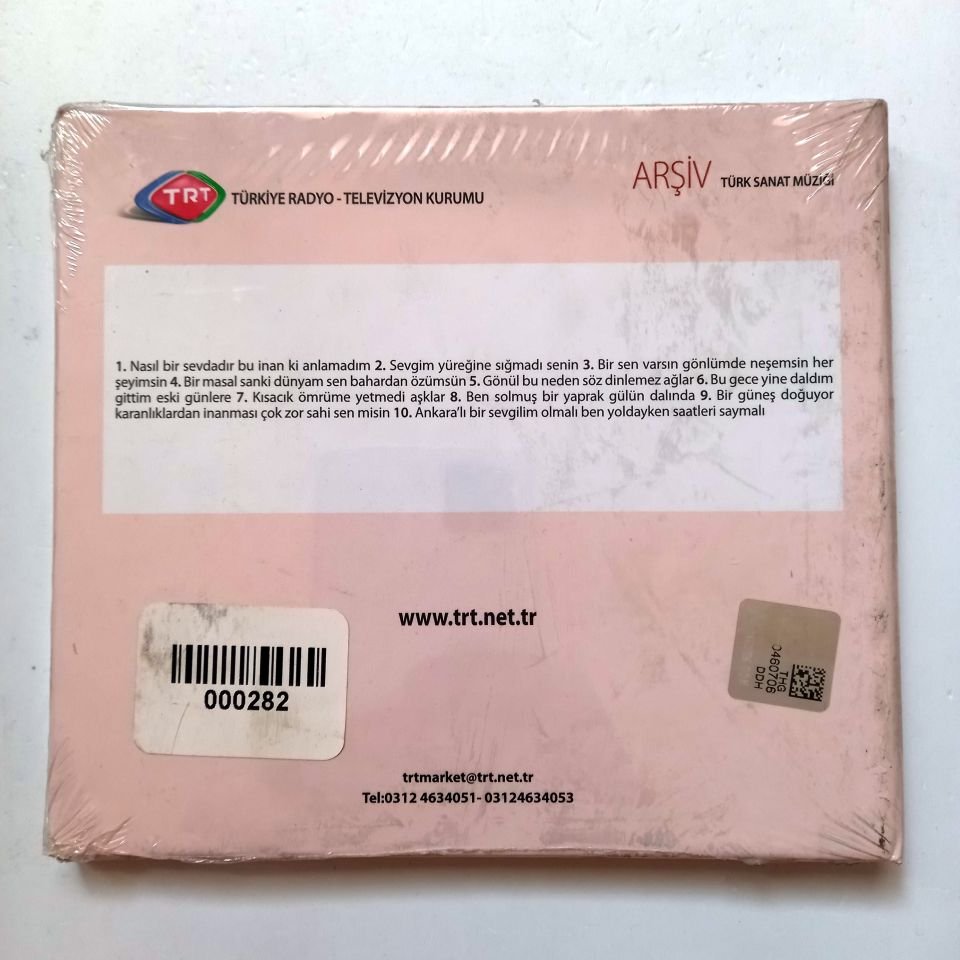 TRT TÜRKİYE RADYO - TELEVİZYON KURUMU
ARŞİV TÜRK SANAT MÜZİĞİ
1. Nasıl bir sevdadır bu inan ki anlamadım 2. Sevgim yüreğine sığmadı senin 3. Bir sen varsın gönlümde neşemsin her
şeyimsin 4. Bir masal sanki dünyam sen bahardan özümsün 5. Gönül bu neden söz dinlemez ağlar 6. Bu gece yine daldım
gittim eski günlere 7. Kısacık ömrüme yetmedi aşklar 8. Ben solmuş bir yaprak gülün dalında 9. Bir güneş doğuyor
karanlıklardan inanması çok zor sahi sen misin 10. Ankara'lı bir sevgilim olmalı ben yoldayken saatleri saymalı
www.trt.net.tr
000282
0460706
THG
DDH
trtmarket@trt.net.tr
Tel:0312 4634051- 03124634053